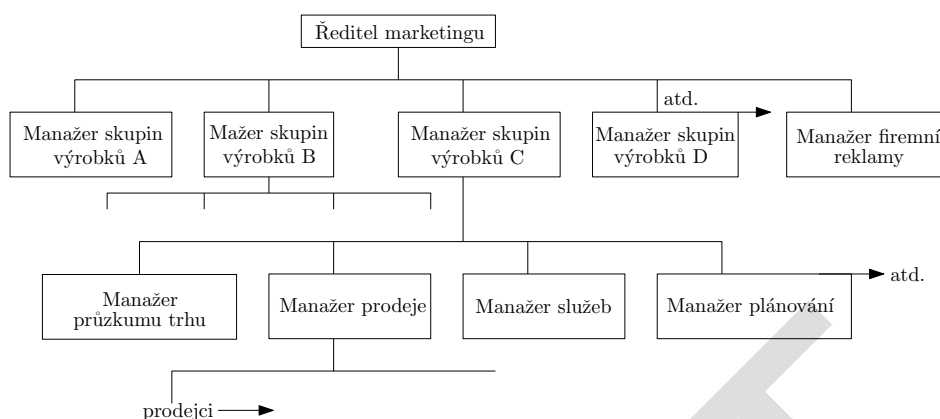 Ředitel marketingu
atd.
Manažer skupin
výrobků A
Mažer skupin
výrobků B
Manažer skupin
výrobků C
Manažer skupin
výrobků D
Manažer firemní
reklamy
Manažer
průzkumu trhu
Manažer prodeje
Manažer služeb
Manažer plánování
atd.
prodejci